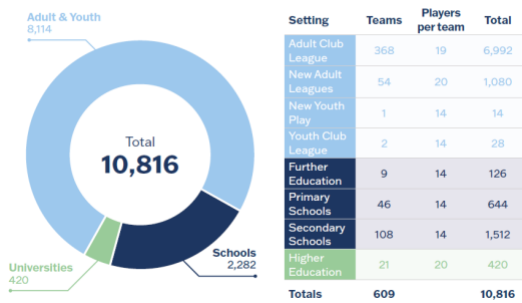 Adult & Youth
8,114
Total
10,816
Schools
2,282
Universities
420
Setting Teams Players per team Total
Adult Club League 368 19 6,992
New Adult Leagues 54 20 1,080
New Youth Play 1 14 14
Youth Club League 2 14 28
Further Education 9 14 126
Primary Schools 46 14 644
Secondary Schools 108 14 1,512
Higher Education 21 20 420
Totals 609 10,816